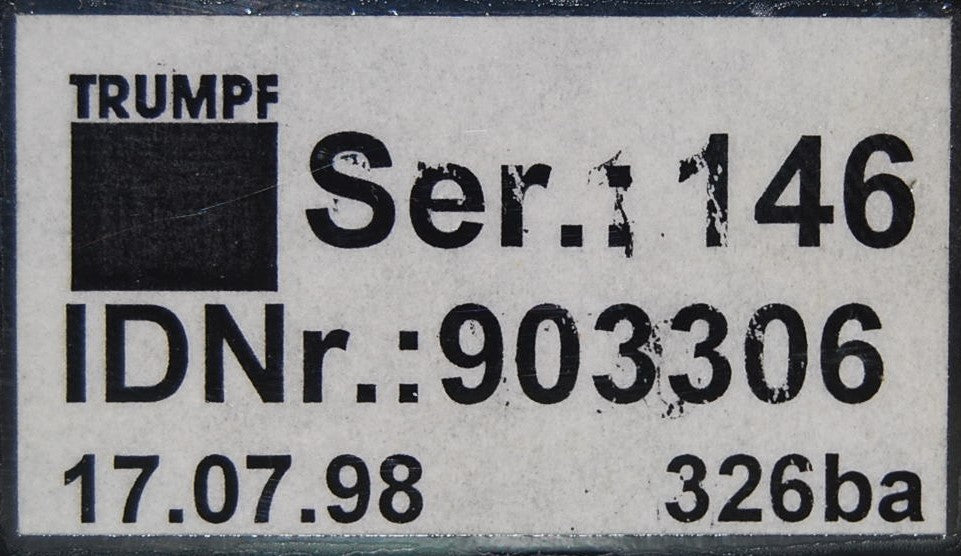 TRUMPF
Ser.: 146
IDNr.:903306
17.07.98 326ba